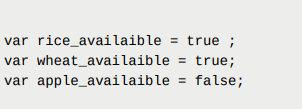 var rice_availaible = true ;
var wheat_availaible = true;
var apple_availaible = false;